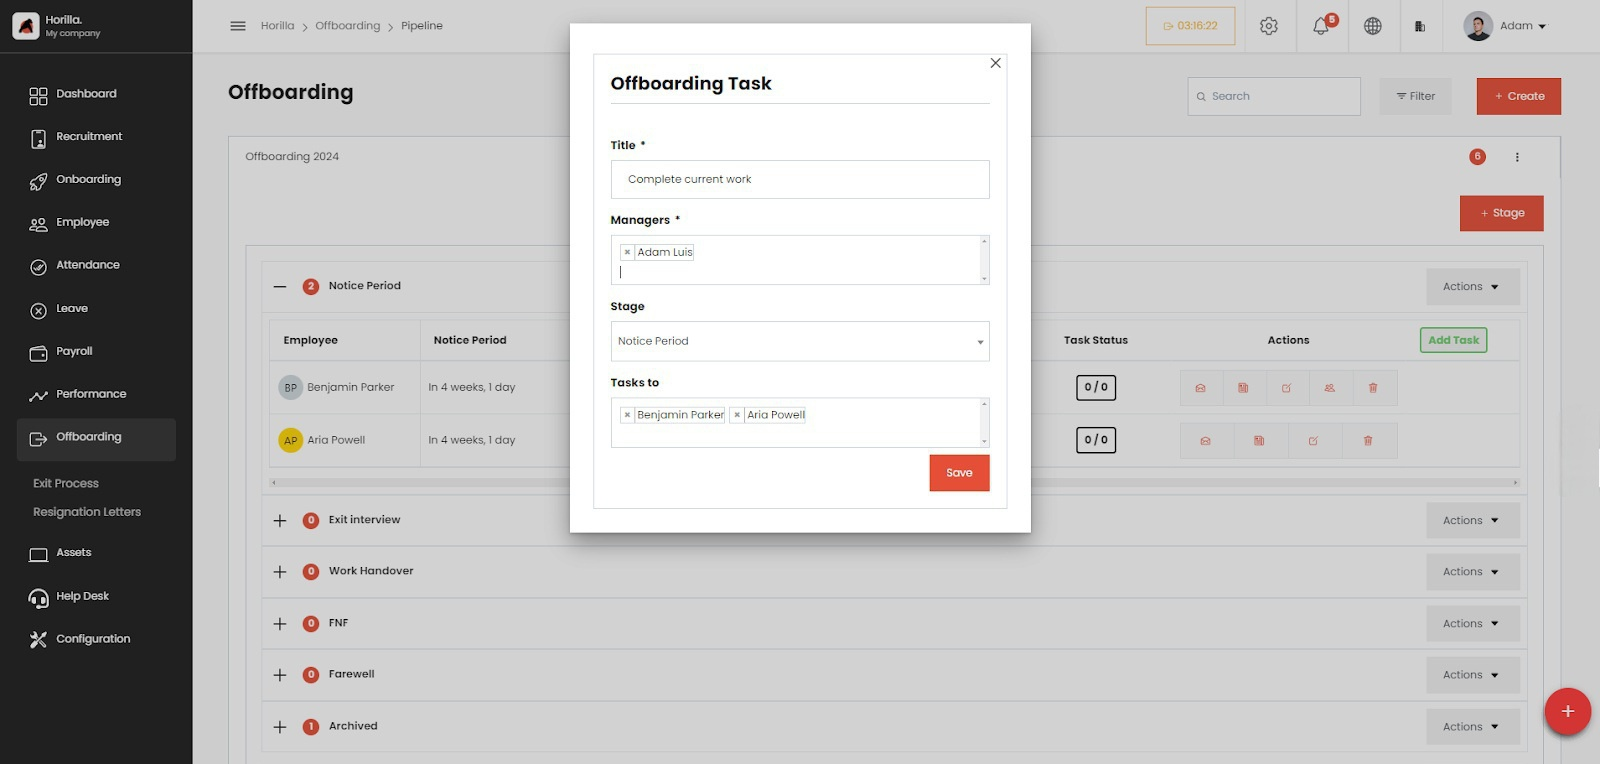 Horilla.
My company
Dashboard
Recruitment
Onboarding
Employee
Attendance
Leave
Payroll
Performance
Offboarding
Exit Process
Resignation Letters
Assets
Help Desk
Configuration
Horilla > Offboarding > Pipeline
03:16:22
5
Adam
Offboarding
Search
Filter
+ Create
Offboarding 2024
6
+ Stage
2 Notice Period
Actions
Employee Notice Period Task Status Actions Add Task
BP Benjamin Parker In 4 weeks, 1 day 0 / 0
AP Aria Powell In 4 weeks, 1 day 0 / 0
0 Exit interview Actions
0 Work Handover Actions
0 FNF Actions
0 Farewell Actions
1 Archived Actions
+
Offboarding Task
Title *
Complete current work
Managers *
× Adam Luis
Stage
Notice Period
Tasks to
× Benjamin Parker × Aria Powell
Save